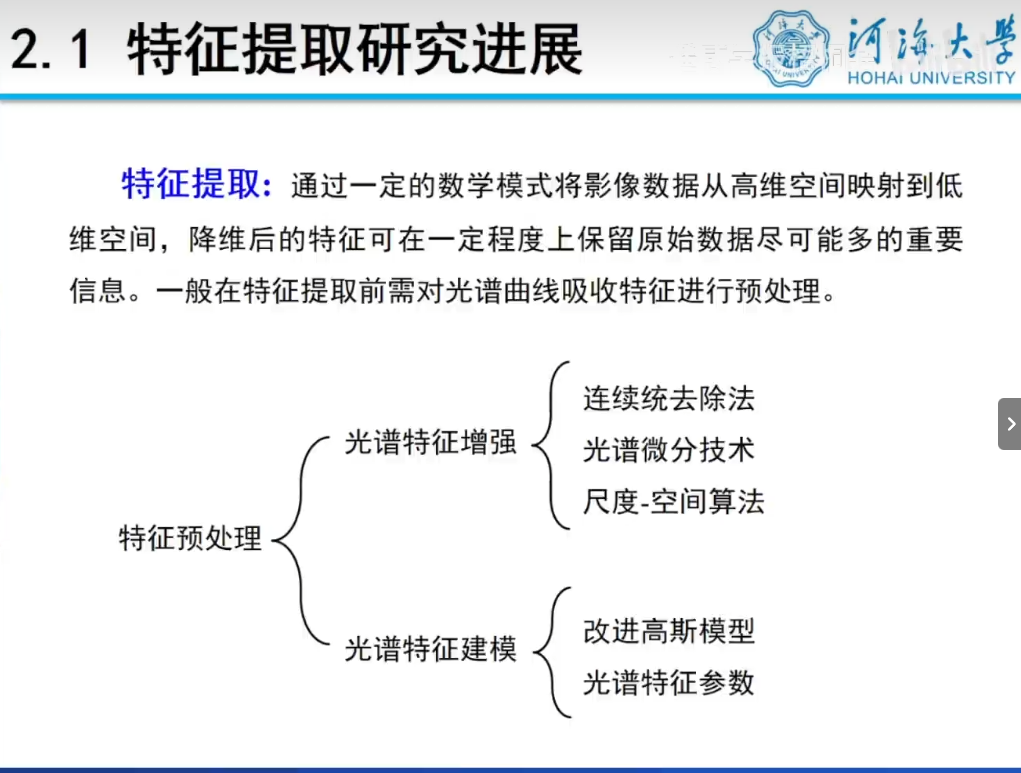 2.1 特征提取研究进展
河海大学
HOHAI UNIVERSITY
特征提取：通过一定的数学模式将影像数据从高维空间映射到低
维空间，降维后的特征可在一定程度上保留原始数据尽可能多的重要
信息。一般在特征提取前需对光谱曲线吸收特征进行预处理。
连续统去除法
光谱特征增强
光谱微分技术
尺度-空间算法
特征预处理
改进高斯模型
光谱特征建模
光谱特征参数